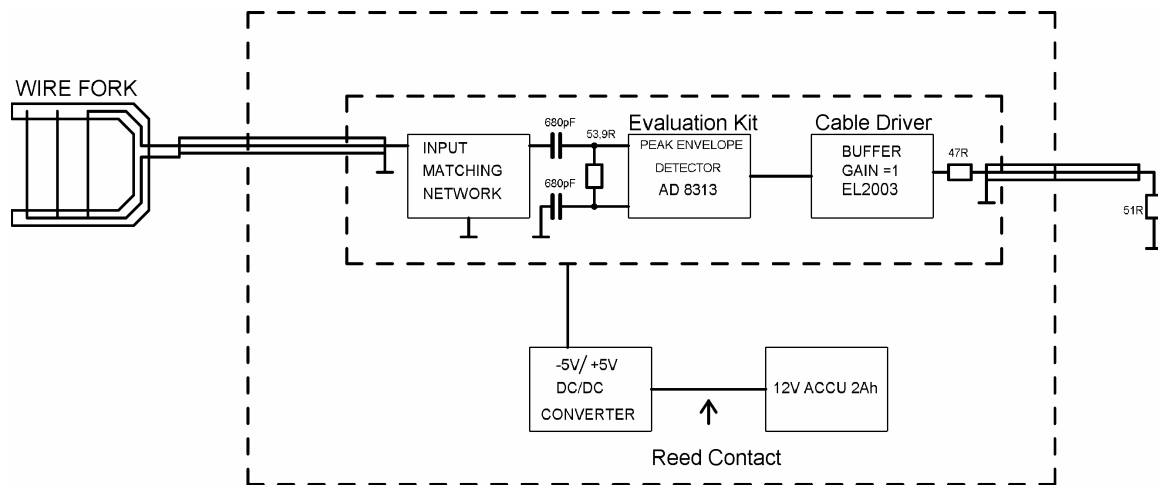 WIRE FORK
INPUT
MATCHING
NETWORK
680pF
680pF
53,9R
Evaluation Kit
PEAK ENVELOPE
DETECTOR
AD 8313
Cable Driver
BUFFER
GAIN =1
EL2003
47R
51R
-5V/ +5V
DC/DC
CONVERTER
12V ACCU 2Ah
Reed Contact